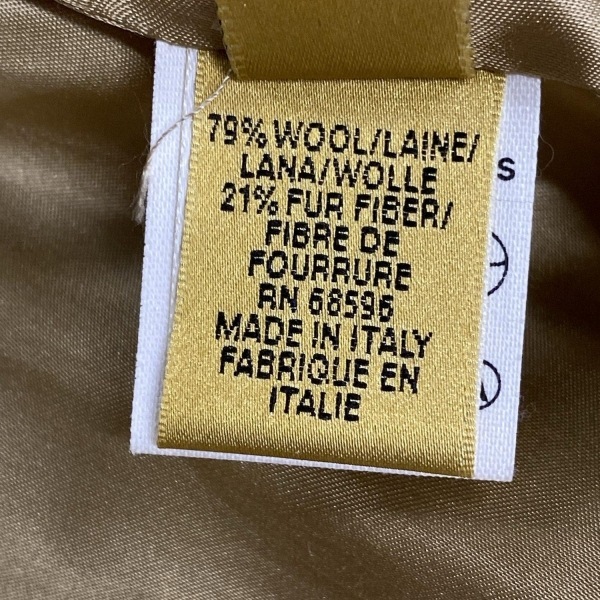 79% WOOL/LAINE/
LANA/WOLLE
21% FUR FIBER/
FIBRE DE
FOURRURE
RN 68596
MADE IN ITALY
FABRIQUE EN
ITALIE
S